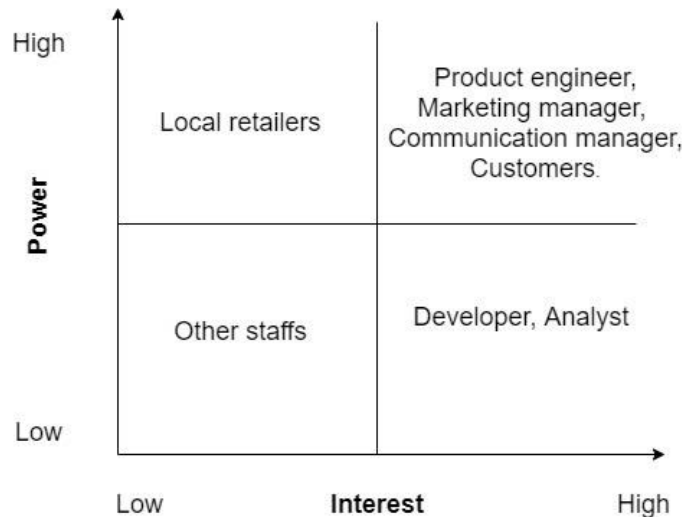 High
Product engineer,
Marketing manager,
Communication manager,
Customers.
Local retailers
Power
Other staffs
Developer, Analyst
Low
Low
Interest
High